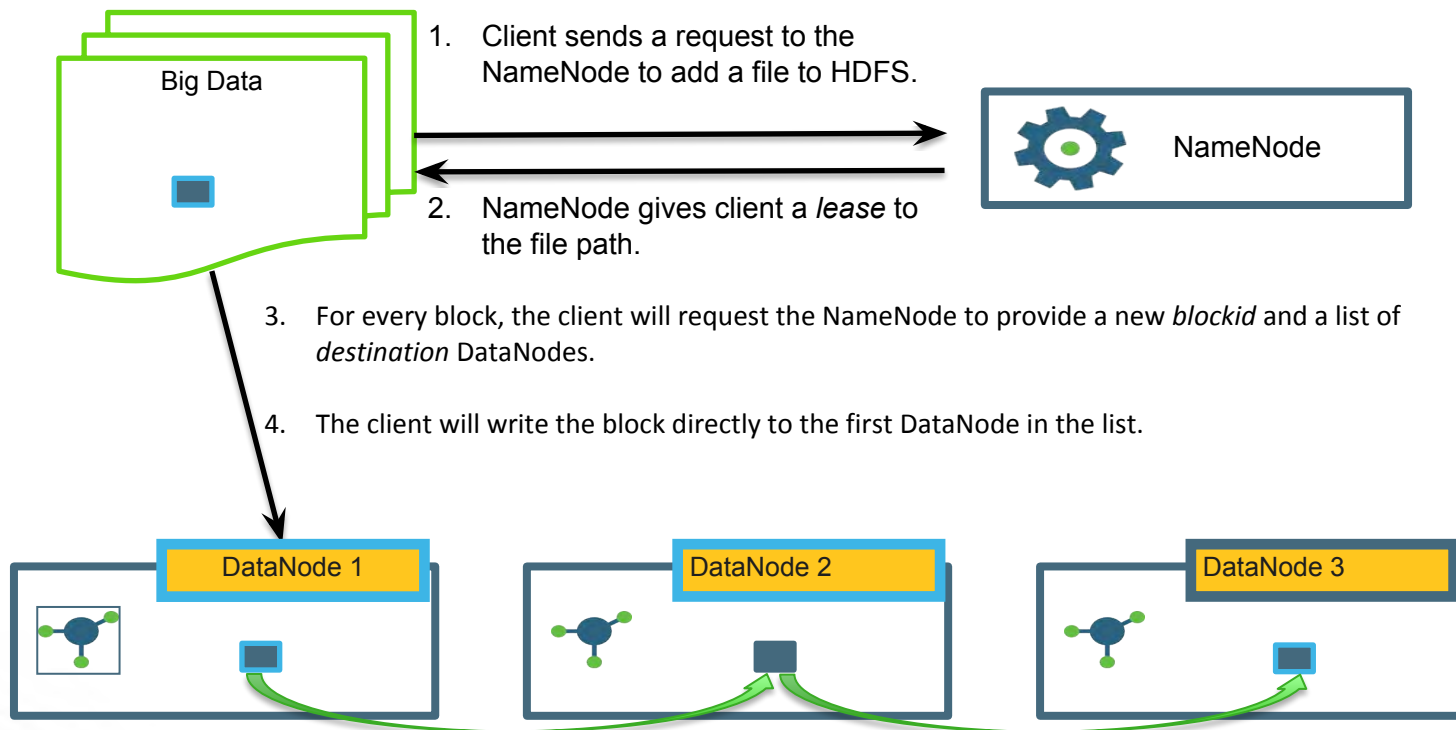 Big Data
1. Client sends a request to the
NameNode to add a file to HDFS.
NameNode
2. NameNode gives client a lease to
the file path.
3. For every block, the client will request the NameNode to provide a new blockid and a list of
destination DataNodes.
4. The client will write the block directly to the first DataNode in the list.
DataNode 1
DataNode 2
DataNode 3